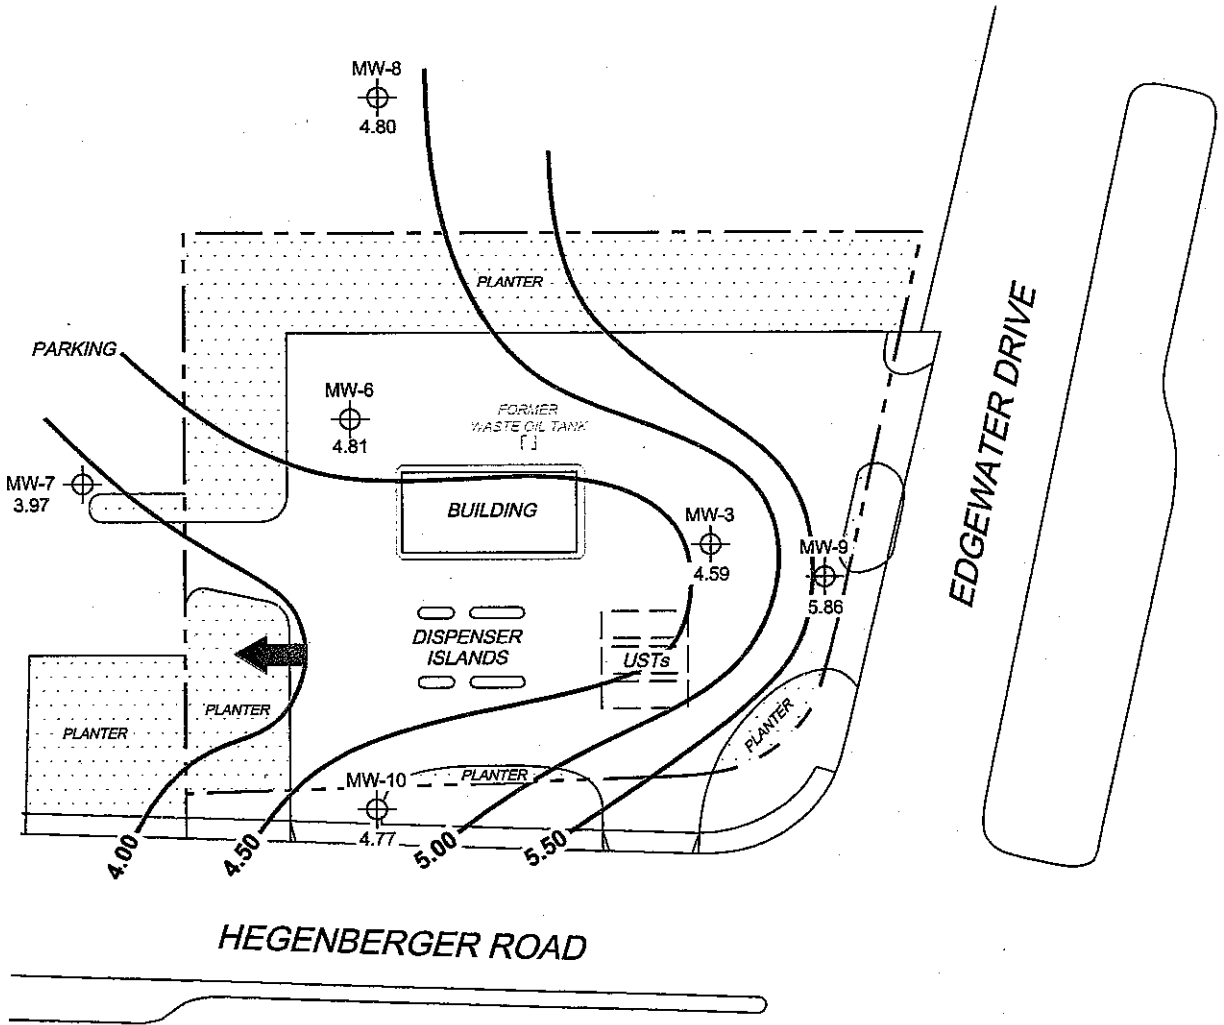 MW-8
4.80
PLANTER
PARKING
MW-6
4.81
FORMER
WASTE OIL TANK
MW-7
3.97
BUILDING
MW-3
4.59
MW-9
5.86
EDGEWATER DRIVE
DISPENSER
ISLANDS
USTs
PLANTER
PLANTER
PLANTER
MW-10
4.77
PLANTER
4.00
4.50
5.00
5.50
HEGENBERGER ROAD